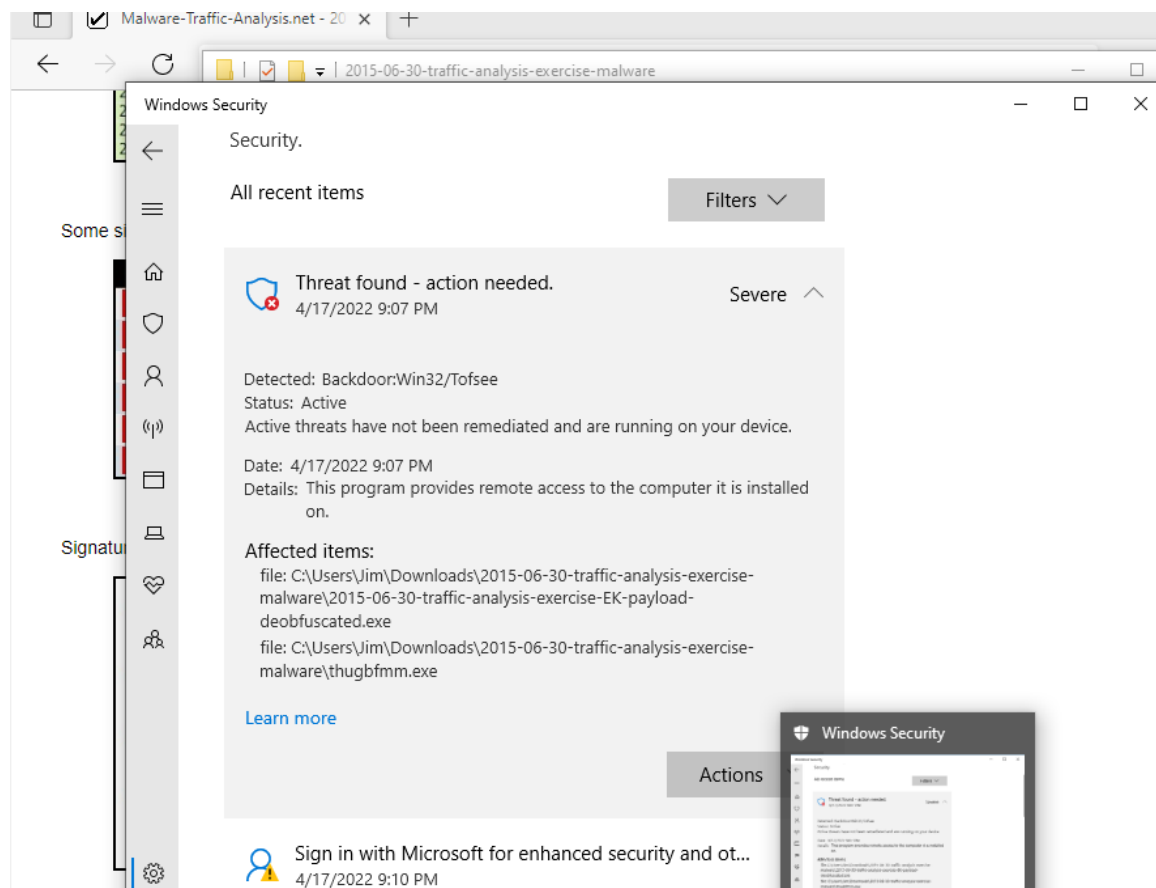 Malware-Traffic-Analysis.net - 20
2015-06-30-traffic-analysis-exercise-malware
Windows Security
Security.
All recent items
Filters
Some si
Threat found - action needed.
4/17/2022 9:07 PM
Severe
Detected: Backdoor:Win32/Tofsee
Status: Active
Active threats have not been remediated and are running on your device.
Date: 4/17/2022 9:07 PM
Details: This program provides remote access to the computer it is installed
on.
Signatu
Affected items:
file: C:\Users\Jim\Downloads\2015-06-30-traffic-analysis-exercise-
malware\2015-06-30-traffic-analysis-exercise-EK-payload-
deobfuscated.exe
file: C:\Users\Jim\Downloads\2015-06-30-traffic-analysis-exercise-
malware\thugbfmm.exe
Learn more
Windows Security
Actions
Sign in with Microsoft for enhanced security and ot...
4/17/2022 9:10 PM